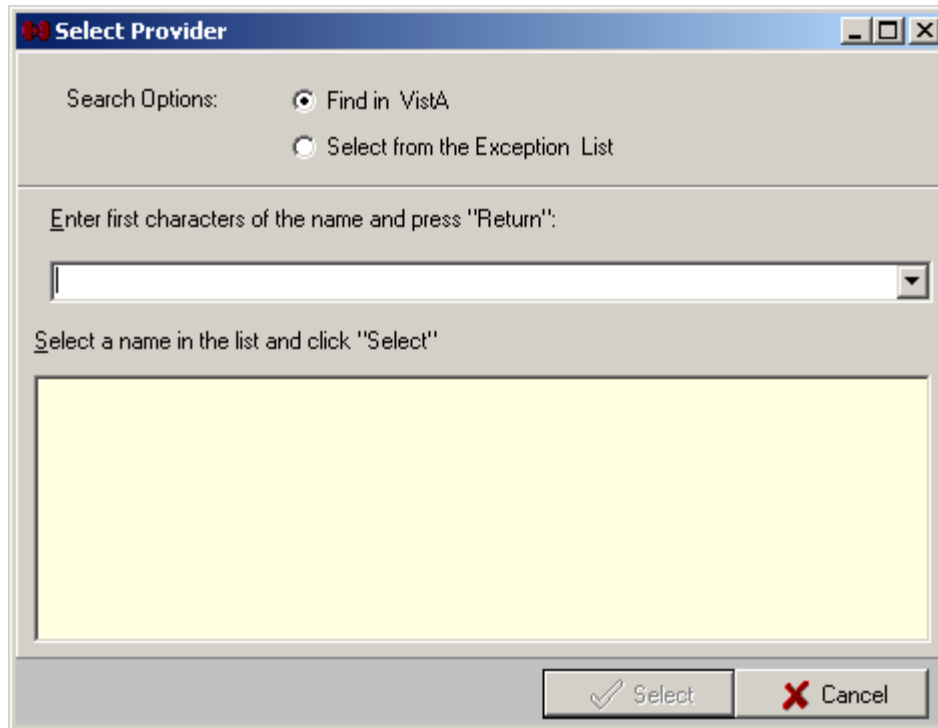 Select Provider
Search Options:
Find in VistA
Select from the Exception List
Enter first characters of the name and press "Return":
Select a name in the list and click "Select"
Select
Cancel